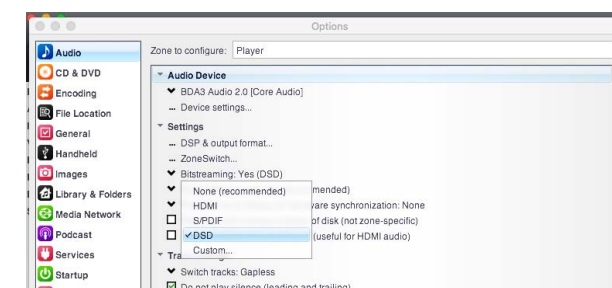 Options
Audio
CD & DVD
Encoding
File Location
General
Handheld
Images
Library & Folders
Media Network
Podcast
Services
Startup
Zone to configure: Player
Audio Device
BDA3 Audio 2.0 [Core Audio]
... Device settings...
Settings
... DSP & output format...
... ZoneSwitch...
Bitstreaming: Yes (DSD)
None (recommended)
HDMI
S/PDIF
✓DSD
Custom...
mended)
ware synchronization: None
of disk (not zone-specific)
(useful for HDMI audio)
Tra
Switch tracks: Gapless
Do not play silence (leading and trailing)